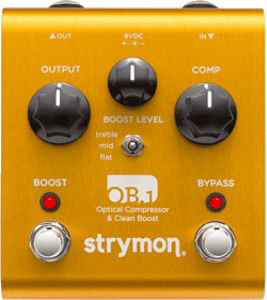 ▲OUT 9VDC IN▼
OUTPUT COMP
BOOST LEVEL
treble
mid
flat
BOOST OB.1 BYPASS
Optical Compressor
& Clean Boost
strymon®